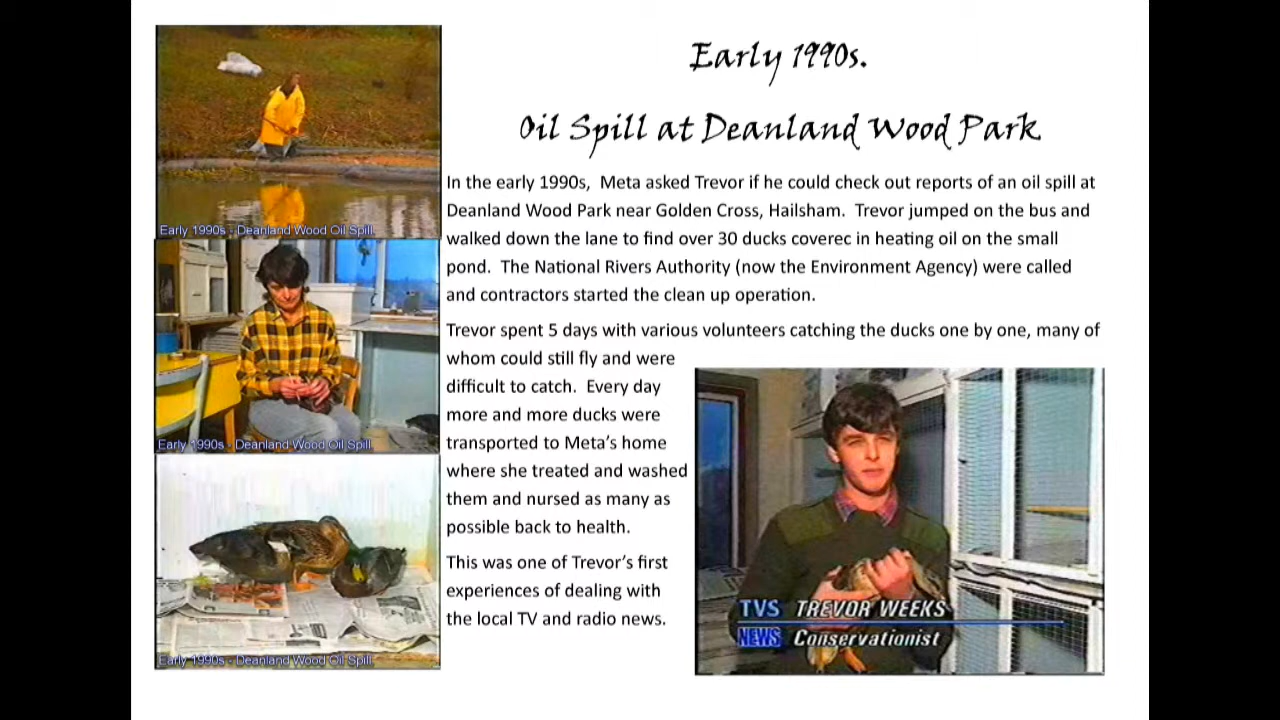 Early 1990s.
Oil Spill at Deanland Wood Park
In the early 1990s,  Meta asked Trevor if he could check out reports of an oil spill at
Deanland Wood Park near Golden Cross, Hailsham.  Trevor jumped on the bus and
walked down the lane to find over 30 ducks coverec in heating oil on the small
pond.  The National Rivers Authority (now the Environment Agency) were called
and contractors started the clean up operation.
Trevor spent 5 days with various volunteers catching the ducks one by one, many of
whom could still fly and were
difficult to catch.  Every day
more and more ducks were
transported to Meta's home
where she treated and washed
them and nursed as many as
possible back to health.
This was one of Trevor's first
experiences of dealing with
the local TV and radio news.
Early 1990s - Deanland Wood Oil Spill
Early 1990s - Deanland Wood Oil Spill
Early 1990s - Deanland Wood Oil Spill
TVS TREVOR WEEKS
NEWS Conservationist